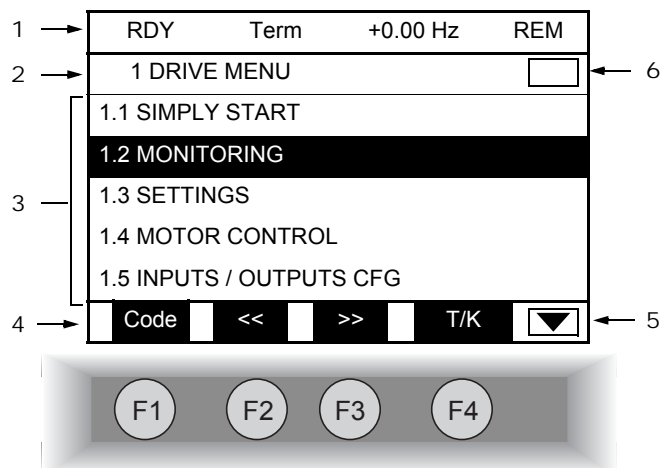 1 RDY Term +0.00 Hz REM
2 1 DRIVE MENU 6
1.1 SIMPLY START
1.2 MONITORING
3 1.3 SETTINGS
1.4 MOTOR CONTROL
1.5 INPUTS / OUTPUTS CFG
4 Code << >> T/K 5
F1 F2 F3 F4